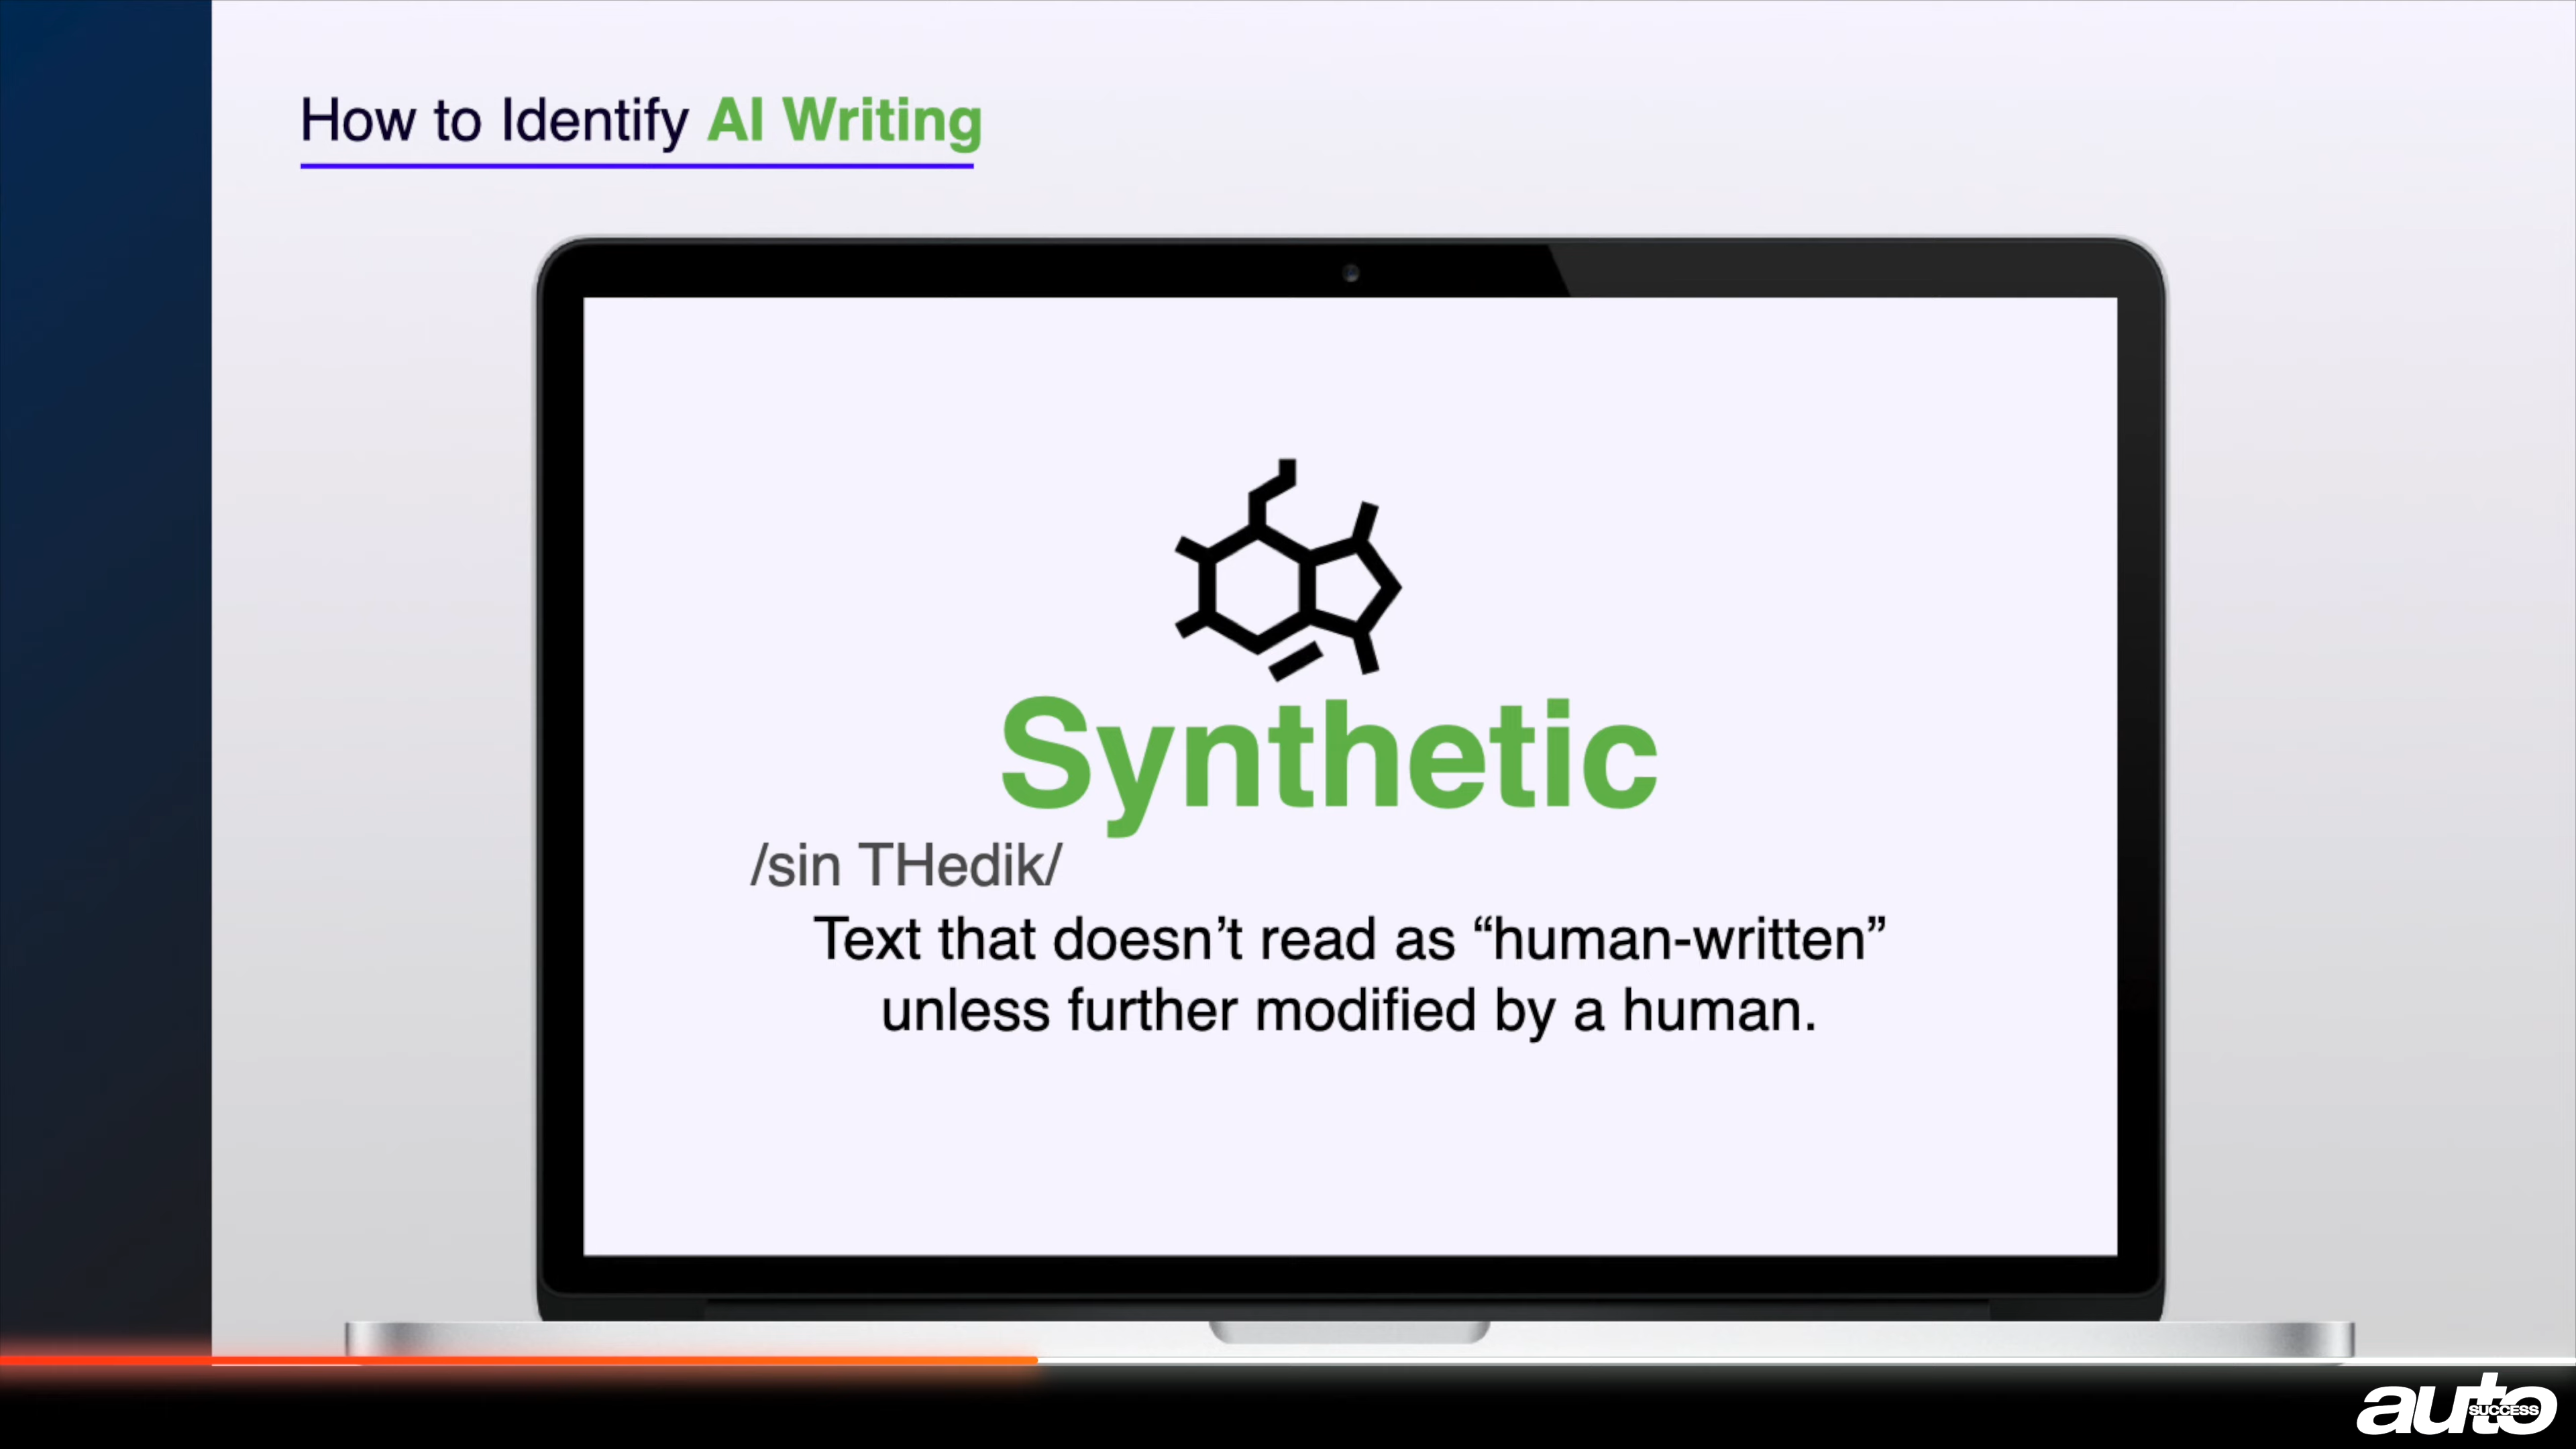 How to Identify AI Writing
Synthetic
/sin THedik/
Text that doesn’t read as “human-written”
unless further modified by a human.
auto
SUCCESS